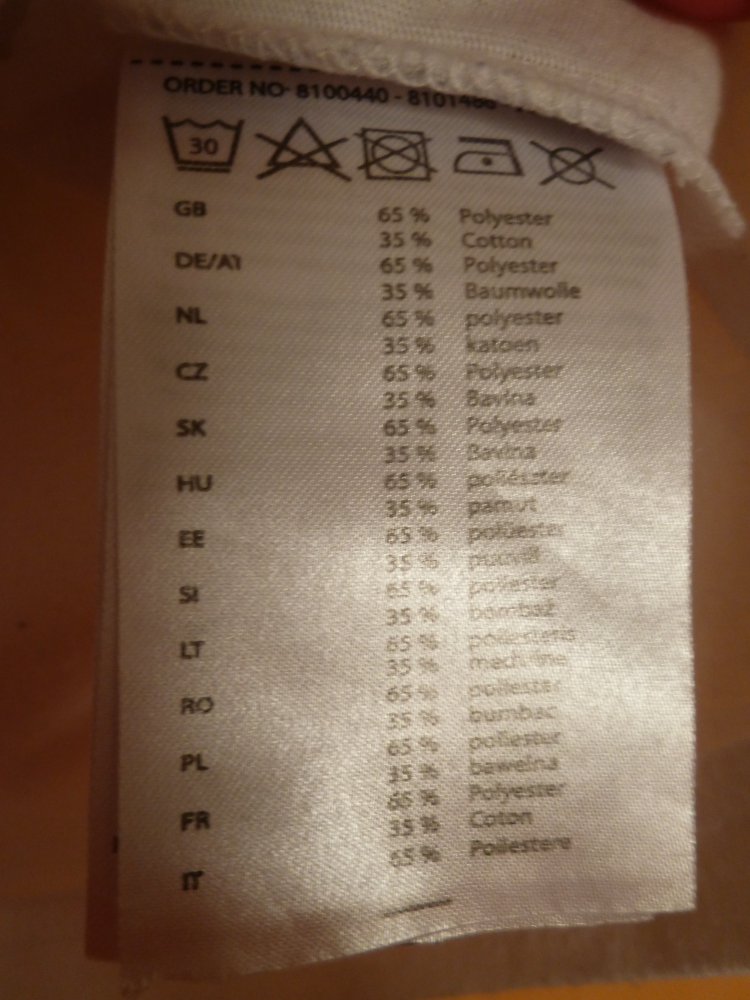 ORDER NO· 8100440 - 8101486 -
30
GB 65 % Polyester
35 % Cotton
DE/AT 65 % Polyester
35 % Baumwolle
NL 65 % polyester
35 % katoen
CZ 65 % Polyester
35 % Bavlna
SK 65 % Polyester
35 % Bavlna
HU 65 % poliészter
35 % pamut
EE 65 % polüester
35 % puuvill
SI 65 % poliester
35 % bombaž
LT 65 % poliesteris
35 % medvilnė
RO 65 % poliester
35 % bumbac
PL 65 % poliester
35 % bawełna
FR 65 % Polyester
35 % Coton
IT 65 % Poliestere